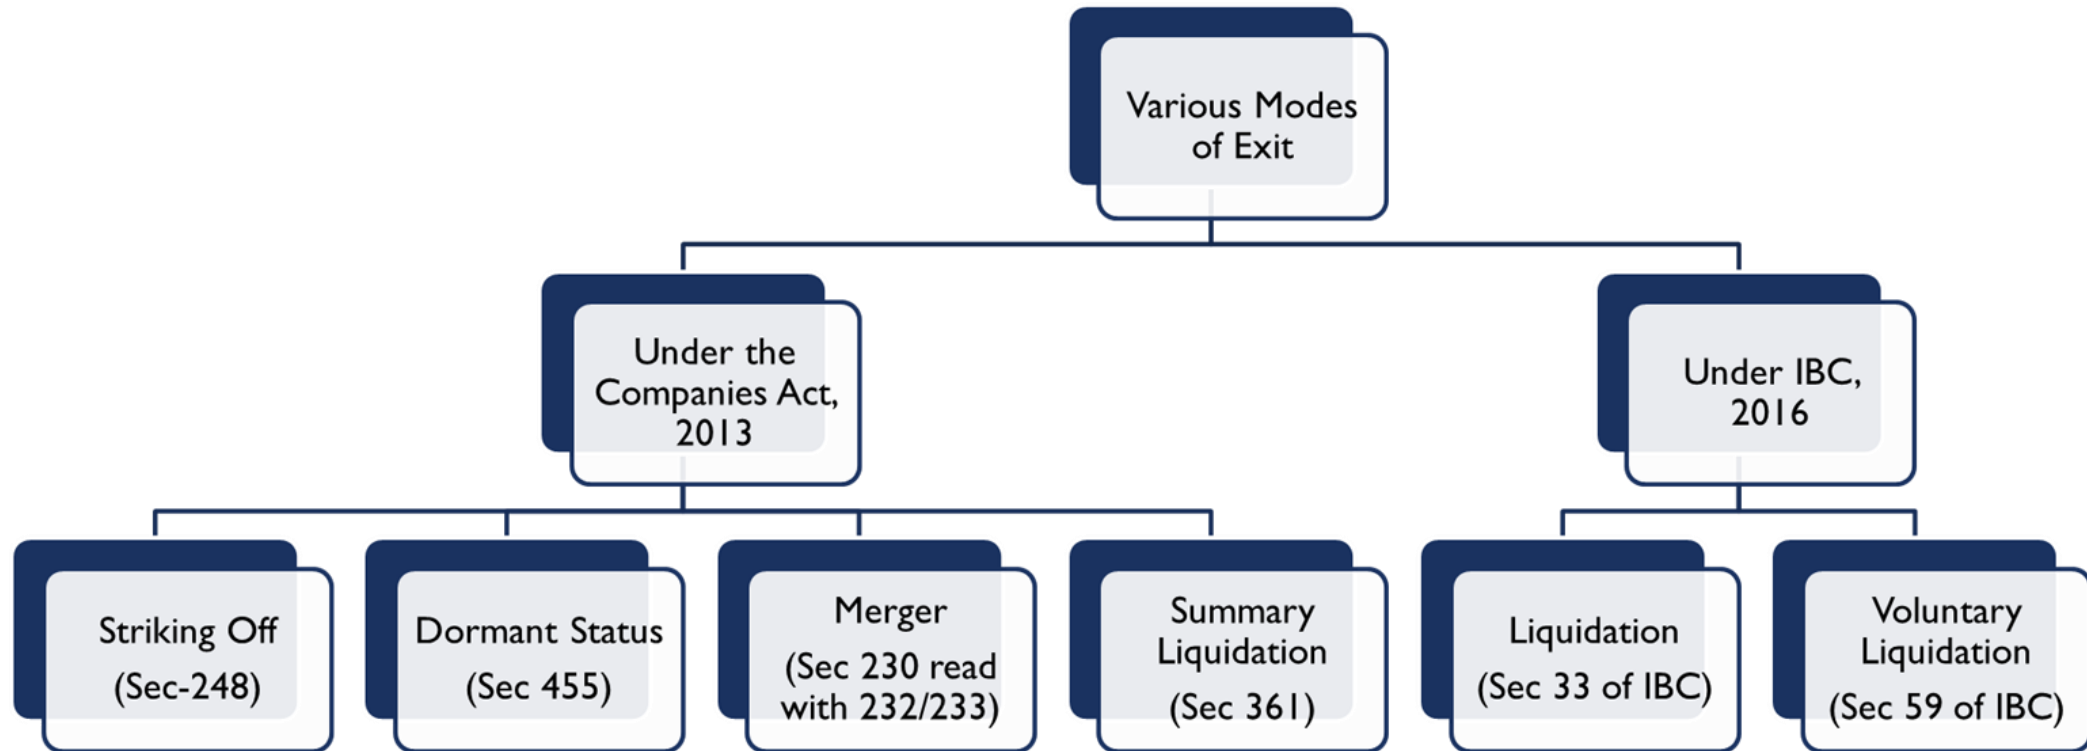 Various Modes
of Exit
Under the
Companies Act,
2013
Under IBC,
2016
Striking Off
(Sec-248)
Dormant Status
(Sec 455)
Merger
(Sec 230 read
with 232/233)
Summary
Liquidation
(Sec 361)
Liquidation
(Sec 33 of IBC)
Voluntary
Liquidation
(Sec 59 of IBC)